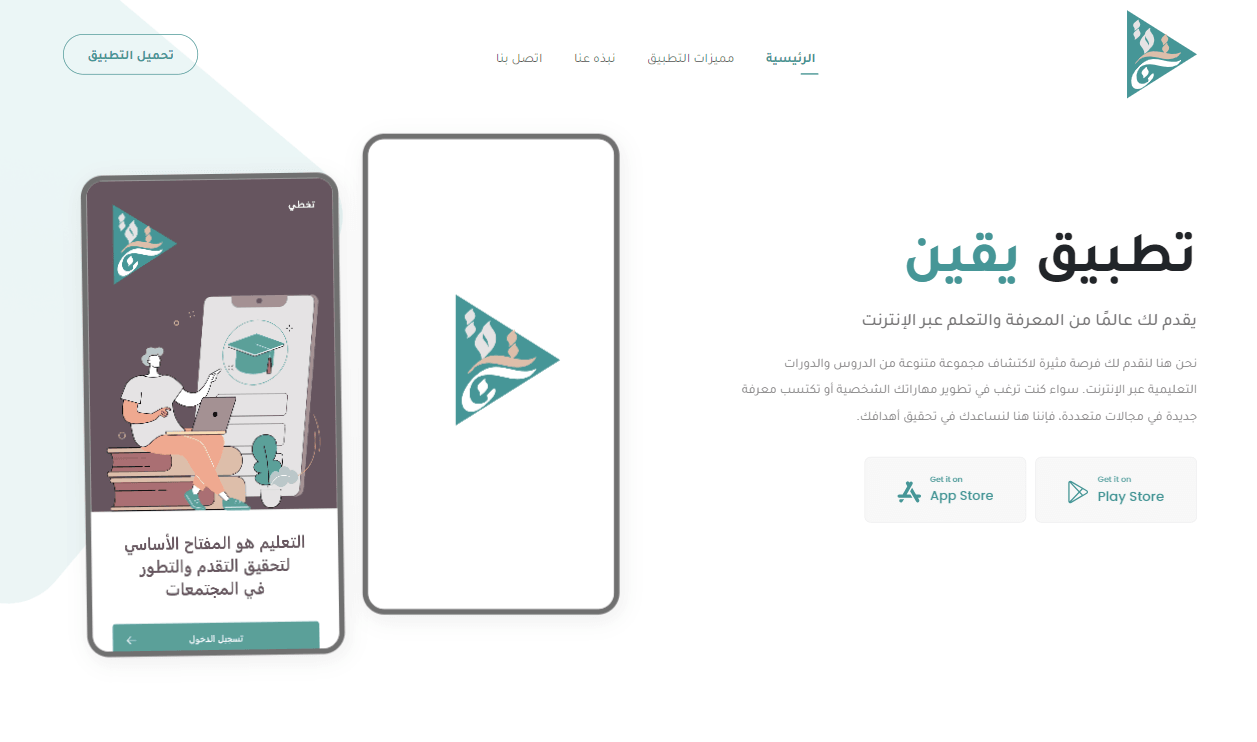 الرئيسية
مميزات التطبيق
نبذه عنا
اتصل بنا
تحميل التطبيق
تطبيق يقين
يقدم لك عالمًا من المعرفة والتعلم عبر الإنترنت
نحن هنا لنقدم لك فرصة مثيرة لاكتشاف مجموعة متنوعة من الدروس والدورات
التعليمية عبر الإنترنت. سواء كنت ترغب في تطوير مهاراتك الشخصية أو تكتسب معرفة
جديدة في مجالات متعددة، فإننا هنا لنساعدك في تحقيق أهدافك.
Get it on
Play Store
Get it on
App Store
تخطي
التعليم هو المفتاح الأساسي
لتحقيق التقدم والتطور
في المجتمعات
تسجيل الدخول